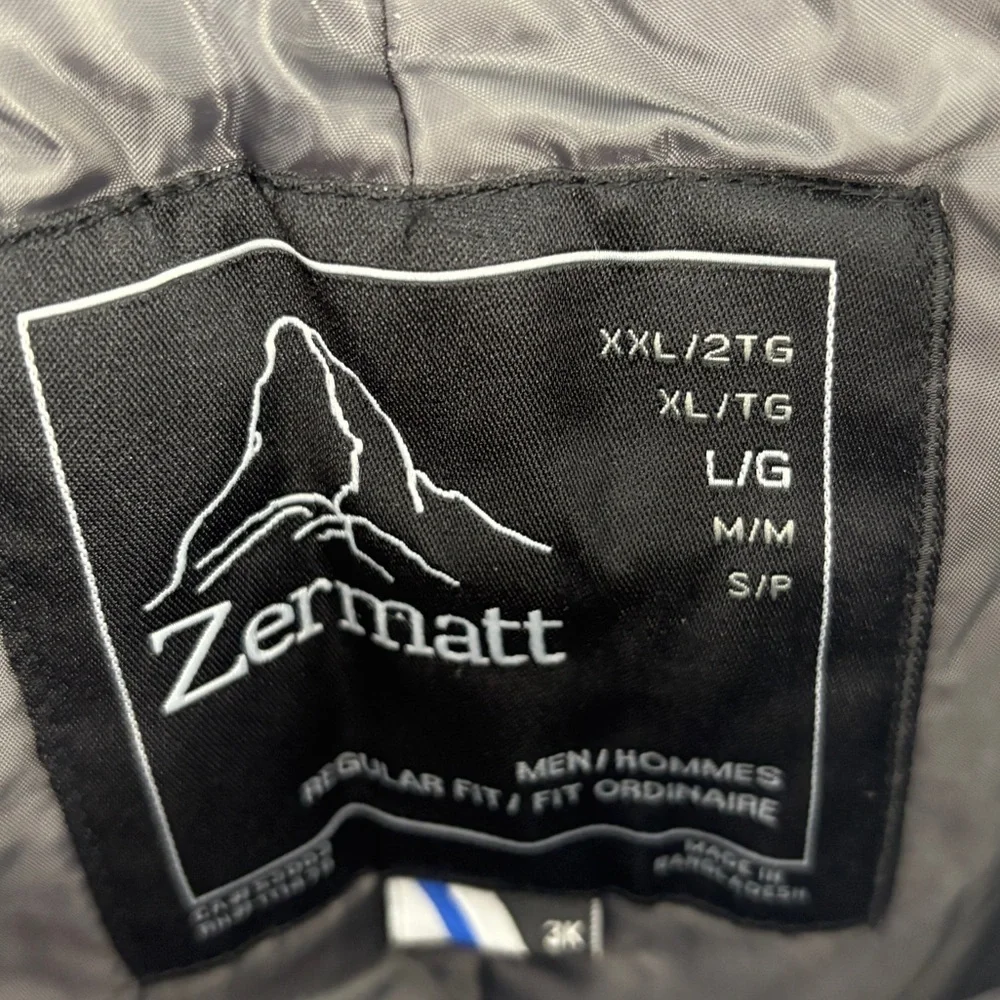 XXL/2TG
XL/TG
L/G
M/M
S/P
Zermatt
MEN/HOMMES
REGULAR FIT/ FIT ORDINAIRE
MADE IN
BANGLADESH
3K